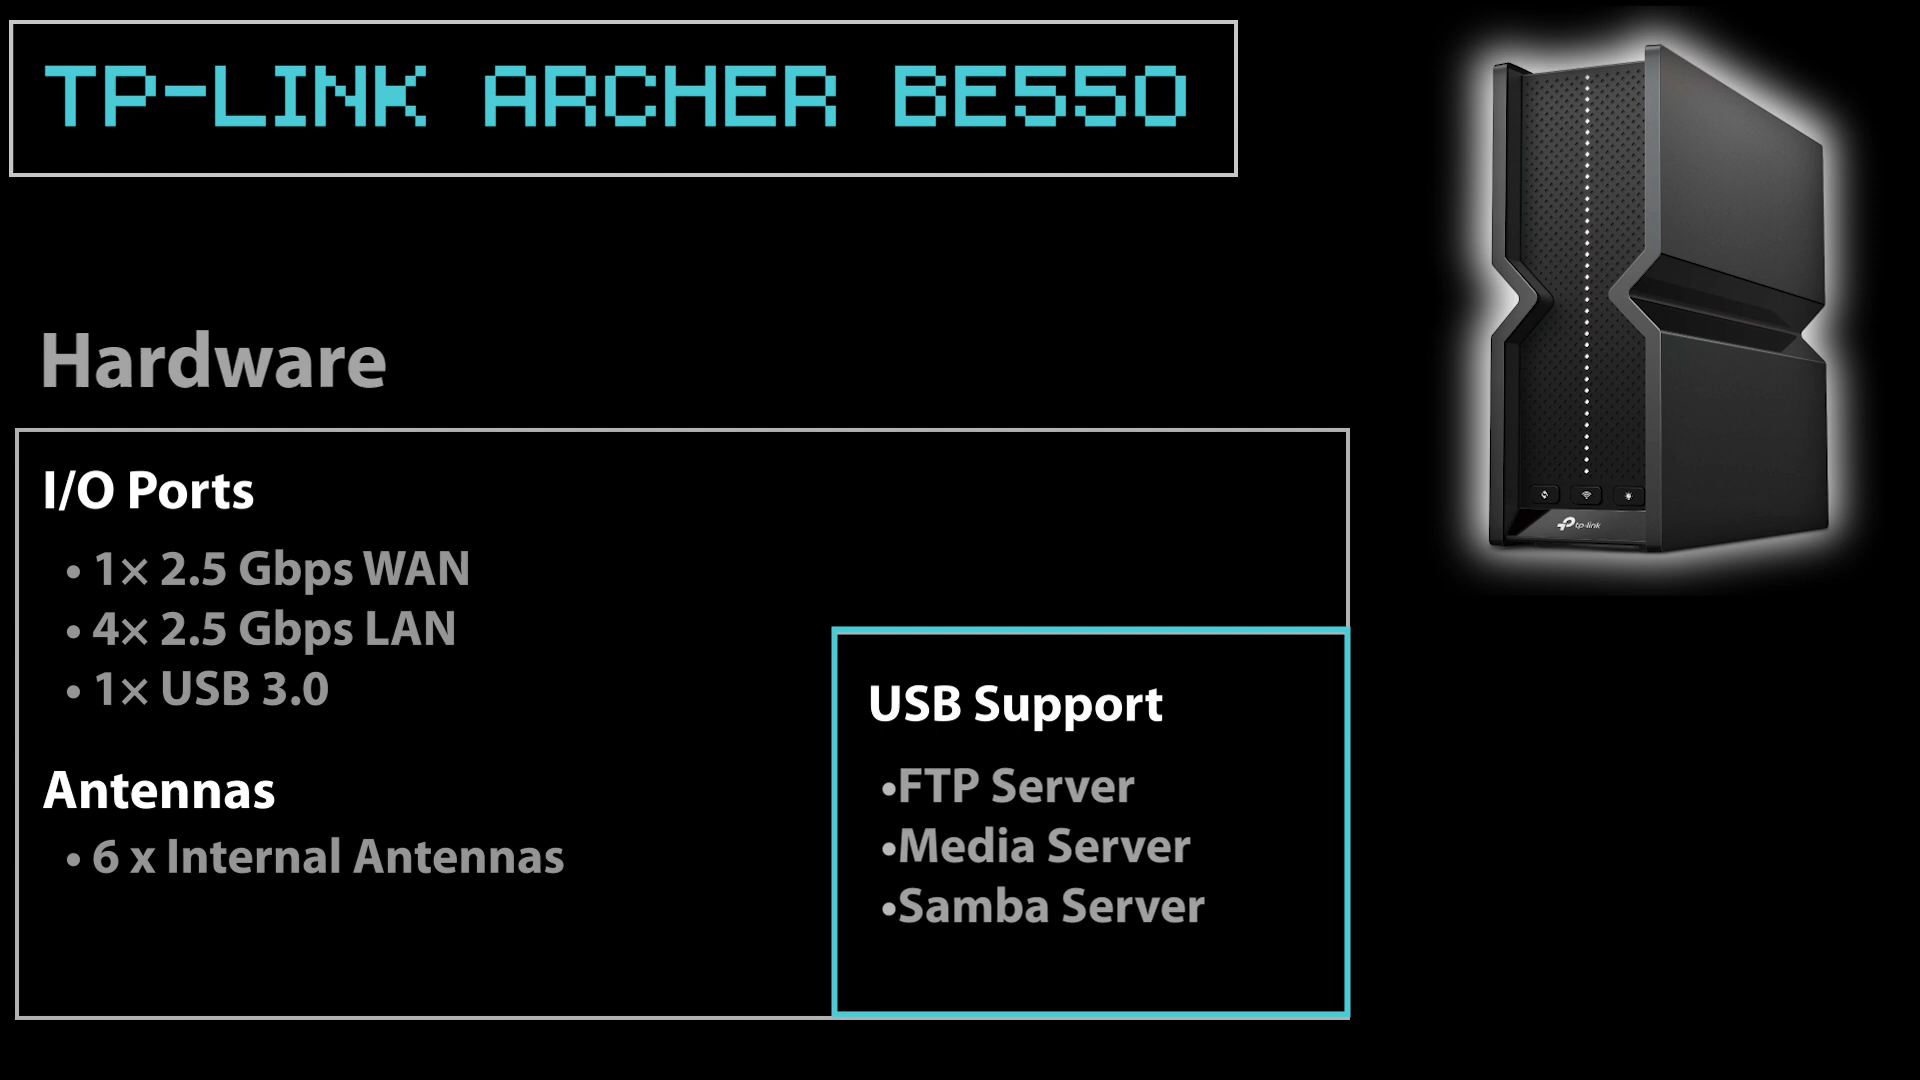 TP-LINK ARCHER BE550
Hardware
I/O Ports
• 1× 2.5 Gbps WAN
• 4× 2.5 Gbps LAN
• 1× USB 3.0
Antennas
• 6 x Internal Antennas
USB Support
•FTP Server
•Media Server
•Samba Server
tp-link